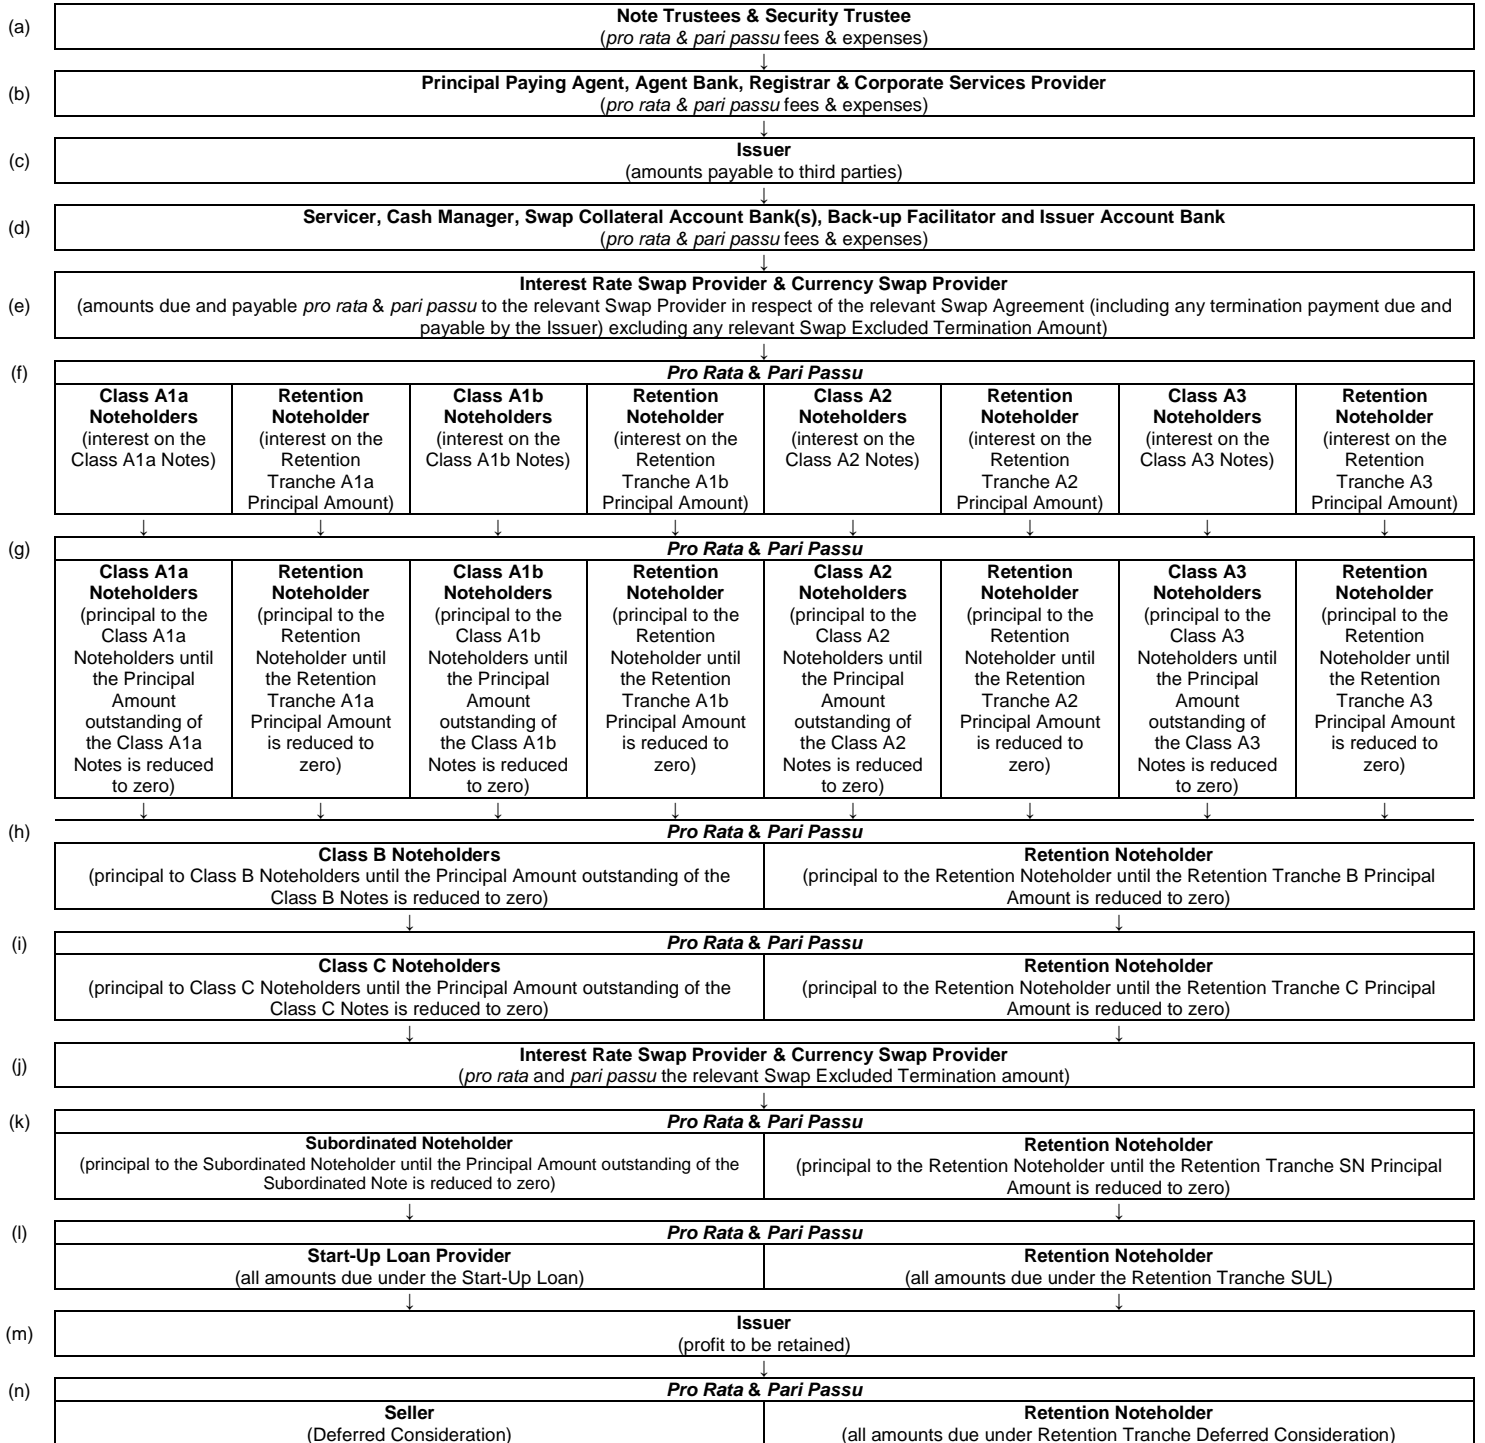 (a)
Note Trustees & Security Trustee
(pro rata & pari passu fees & expenses)
↓
(b)
Principal Paying Agent, Agent Bank, Registrar & Corporate Services Provider
(pro rata & pari passu fees & expenses)
↓
(c)
Issuer
(amounts payable to third parties)
↓
(d)
Servicer, Cash Manager, Swap Collateral Account Bank(s), Back-up Facilitator and Issuer Account Bank
(pro rata & pari passu fees & expenses)
↓
(e)
Interest Rate Swap Provider & Currency Swap Provider
(amounts due and payable pro rata & pari passu to the relevant Swap Provider in respect of the relevant Swap Agreement (including any termination payment due and
payable by the Issuer) excluding any relevant Swap Excluded Termination Amount)
↓
(f)
Pro Rata & Pari Passu
Class A1a
Noteholders
(interest on the
Class A1a Notes)
Retention
Noteholder
(interest on the
Retention
Tranche A1a
Principal Amount)
Class A1b
Noteholders
(interest on the
Class A1b Notes)
Retention
Noteholder
(interest on the
Retention
Tranche A1b
Principal Amount)
Class A2
Noteholders
(interest on the
Class A2 Notes)
Retention
Noteholder
(interest on the
Retention
Tranche A2
Principal Amount)
Class A3
Noteholders
(interest on the
Class A3 Notes)
Retention
Noteholder
(interest on the
Retention
Tranche A3
Principal Amount)
↓ ↓ ↓ ↓ ↓ ↓ ↓ ↓
(g)
Pro Rata & Pari Passu
Class A1a
Noteholders
(principal to the
Class A1a
Noteholders until
the Principal
Amount
outstanding of
the Class A1a
Notes is reduced
to zero)
Retention
Noteholder
(principal to the
Retention
Noteholder until
the Retention
Tranche A1a
Principal Amount
is reduced to
zero)
Class A1b
Noteholders
(principal to the
Class A1b
Noteholders until
the Principal
Amount
outstanding of
the Class A1b
Notes is reduced
to zero)
Retention
Noteholder
(principal to the
Retention
Noteholder until
the Retention
Tranche A1b
Principal Amount
is reduced to
zero)
Class A2
Noteholders
(principal to the
Class A2
Noteholders until
the Principal
Amount
outstanding of
the Class A2
Notes is reduced
to zero)
Retention
Noteholder
(principal to the
Retention
Noteholder until
the Retention
Tranche A2
Principal Amount
is reduced to
zero)
Class A3
Noteholders
(principal to the
Class A3
Noteholders until
the Principal
Amount
outstanding of
the Class A3
Notes is reduced
to zero)
Retention
Noteholder
(principal to the
Retention
Noteholder until
the Retention
Tranche A3
Principal Amount
is reduced to
zero)
↓ ↓ ↓ ↓ ↓ ↓ ↓ ↓
(h)
Pro Rata & Pari Passu
Class B Noteholders
(principal to Class B Noteholders until the Principal Amount outstanding of the
Class B Notes is reduced to zero)
Retention Noteholder
(principal to the Retention Noteholder until the Retention Tranche B Principal
Amount is reduced to zero)
↓ ↓
(i)
Pro Rata & Pari Passu
Class C Noteholders
(principal to Class C Noteholders until the Principal Amount outstanding of the
Class C Notes is reduced to zero)
Retention Noteholder
(principal to the Retention Noteholder until the Retention Tranche C Principal
Amount is reduced to zero)
↓ ↓
(j)
Interest Rate Swap Provider & Currency Swap Provider
(pro rata and pari passu the relevant Swap Excluded Termination amount)
↓
(k)
Pro Rata & Pari Passu
Subordinated Noteholder
(principal to the Subordinated Noteholder until the Principal Amount outstanding of the
Subordinated Note is reduced to zero)
Retention Noteholder
(principal to the Retention Noteholder until the Retention Tranche SN Principal
Amount is reduced to zero)
↓ ↓
(l)
Pro Rata & Pari Passu
Start-Up Loan Provider
(all amounts due under the Start-Up Loan)
Retention Noteholder
(all amounts due under the Retention Tranche SUL)
↓ ↓
(m)
Issuer
(profit to be retained)
↓
(n)
Pro Rata & Pari Passu
Seller
(Deferred Consideration)
Retention Noteholder
(all amounts due under Retention Tranche Deferred Consideration)